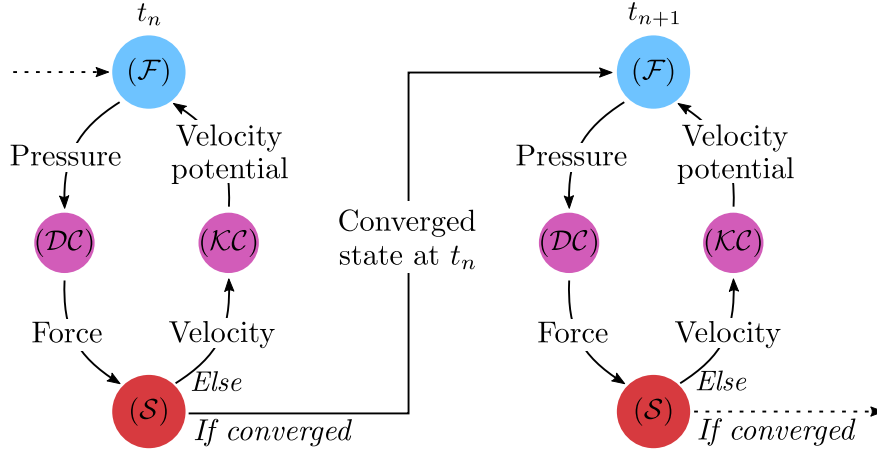 t_n
(ℱ)
Pressure
Velocity
potential
(𝒟𝒞)
(𝒦𝒞)
Force
Velocity
Else
(𝒮)
If converged
Converged
state at t_n
t_{n+1}
(ℱ)
Pressure
Velocity
potential
(𝒟𝒞)
(𝒦𝒞)
Force
Velocity
Else
(𝒮)
If converged